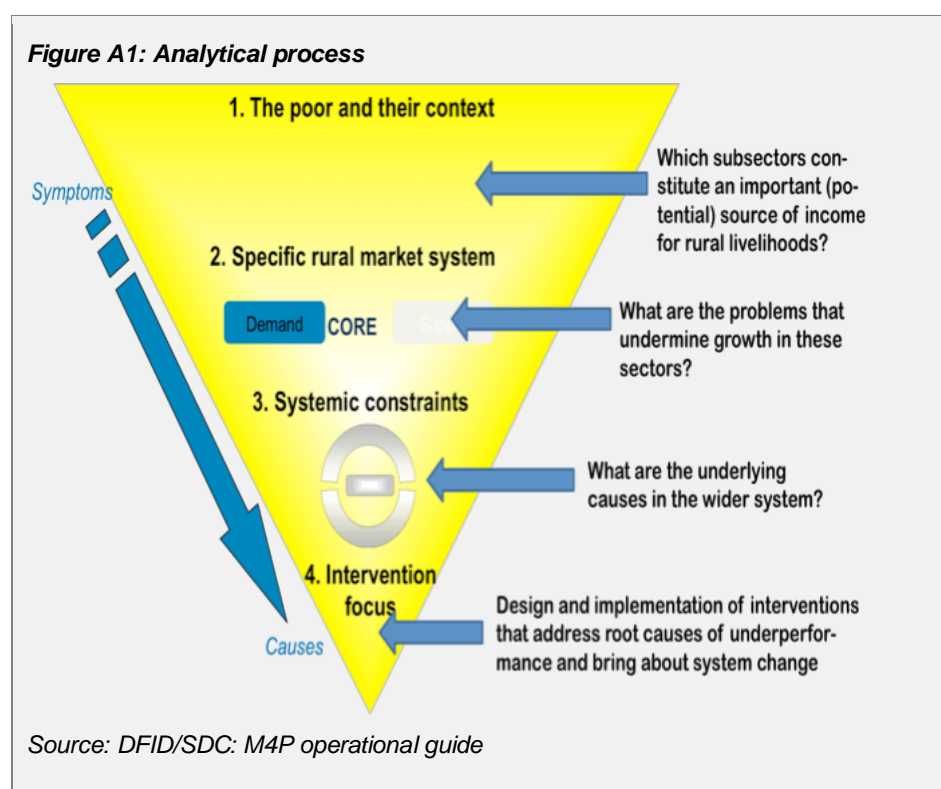 Figure A1: Analytical process
1. The poor and their context
Which subsectors con-
stitute an important (po-
tential) source of income
for rural livelihoods?
Symptoms
2. Specific rural market system
Demand CORE
What are the problems that
undermine growth in these
sectors?
3. Systemic constraints
What are the underlying
causes in the wider system?
4. Intervention
focus
Design and implementation of interventions
that address root causes of underperfor-
mance and bring about system change
Causes
Source: DFID/SDC: M4P operational guide